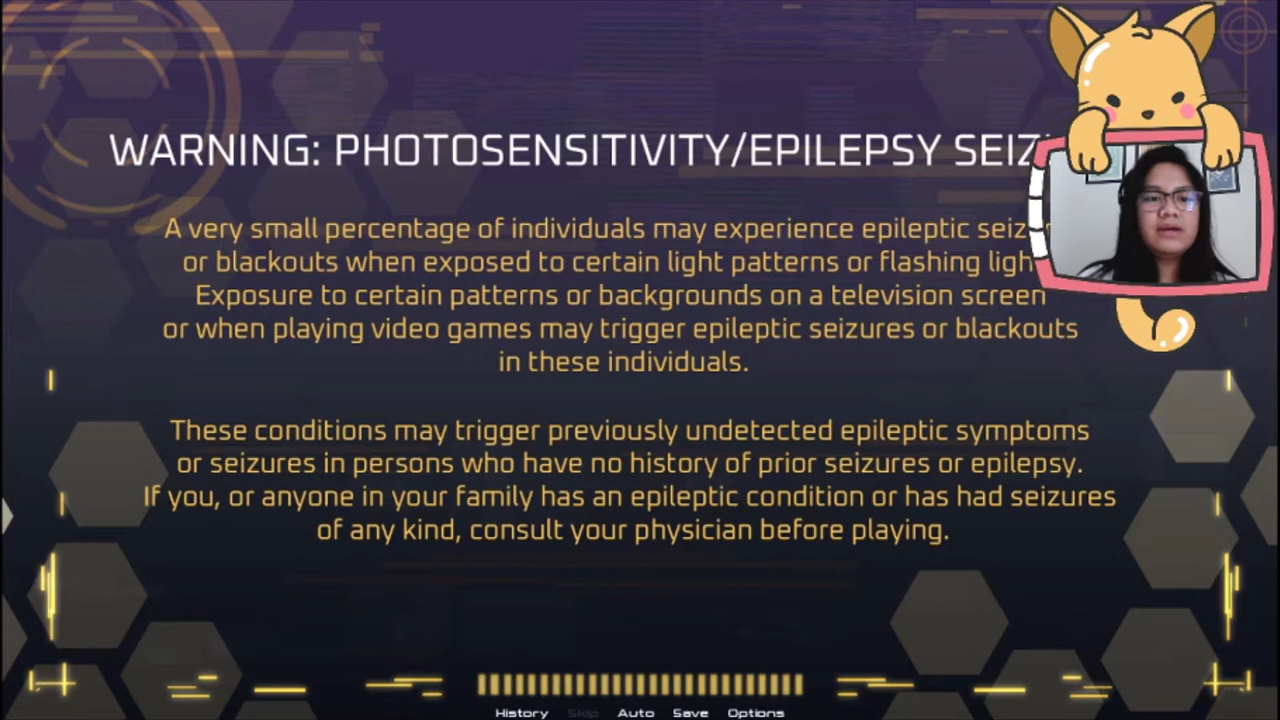 WARNING: PHOTOSENSITIVITY/EPILEPSY
A very small percentage of individuals may experience epileptic
or blackouts when exposed to certain light patterns or flashing
Exposure to certain patterns or backgrounds on a television screen
or when playing video games may trigger epileptic seizures or blackouts
in these individuals.
These conditions may trigger previously undetected epileptic symptoms
or seizures in persons who have no history of prior seizures or epilepsy.
If you, or anyone in your family has an epileptic condition or has had seizures
of any kind, consult your physician before playing.
History Skip Auto Save Options